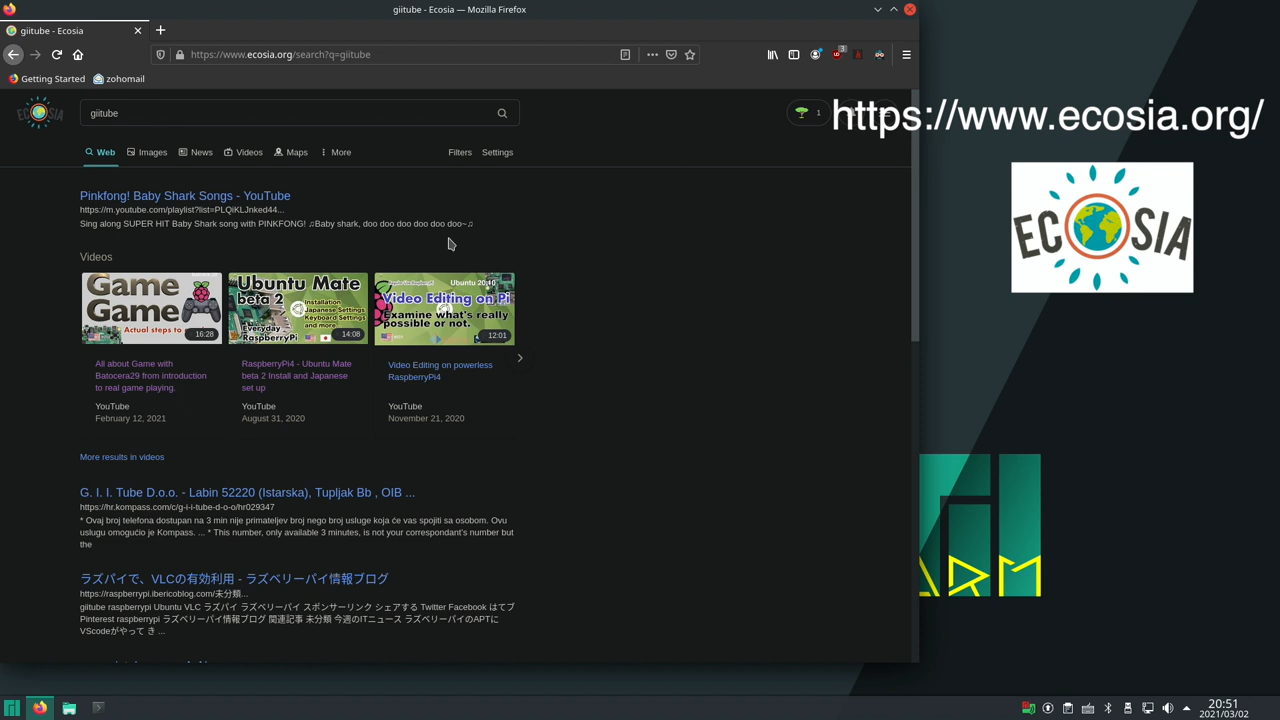 giitube - Ecosia — Mozilla Firefox
giitube - Ecosia
https://www.ecosia.org/search?q=giitube
3
Getting Started
zohomail
ECOSIA
giitube
1
https://www.ecosia.org/
ECOSIA
Web
Images
News
Videos
Maps
More
Filters
Settings
Pinkfong! Baby Shark Songs - YouTube
https://m.youtube.com/playlist?list=PLQiKLJnked44...
Sing along SUPER HIT Baby Shark song with PINKFONG! ♫Baby shark, doo doo doo doo doo doo~♫
Videos
Game
Game
Actual steps to
16:28
Ubuntu Mate
beta 2
Installation
Japanese Settings
Keyboard Settings
and more
Everyday
RaspberryPi
14:08
Ubuntu 20.10
Video Editing on Pi
Examine what's really
possible or not.
12:01
All about Game with
Batocera29 from introduction
to real game playing.
YouTube
February 12, 2021
RaspberryPi4 - Ubuntu Mate
beta 2 Install and Japanese
set up
YouTube
August 31, 2020
Video Editing on powerless
RaspberryPi4
YouTube
November 21, 2020
More results in videos
G. I. I. Tube D.o.o. - Labin 52220 (Istarska), Tupljak Bb , OIB ...
https://hr.kompass.com/c/g-i-i-tube-d-o-o/hr029347
* Ovaj broj telefona dostupan na 3 min nije primateljev broj nego broj usluge koja će vas spojiti sa osobom. Ovu
uslugu omogućio je Kompass. ... * This number, only available 3 minutes, is not your correspondant's number but
the
ラズパイで、VLCの有効利用 - ラズベリーパイ情報ブログ
https://raspberrypi.ibericoblog.com/未分類...
giitube raspberrypi Ubuntu VLC ラズパイ ラズベリーパイ スポンサーリンク シェアする Twitter Facebook はてブ
Pinterest raspberrypi ラズベリーパイ情報ブログ 関連記事 未分類 今週のITニュース ラズベリーパイのAPTに
VScodeがやって き ...
ARM
20:51
2021/03/02